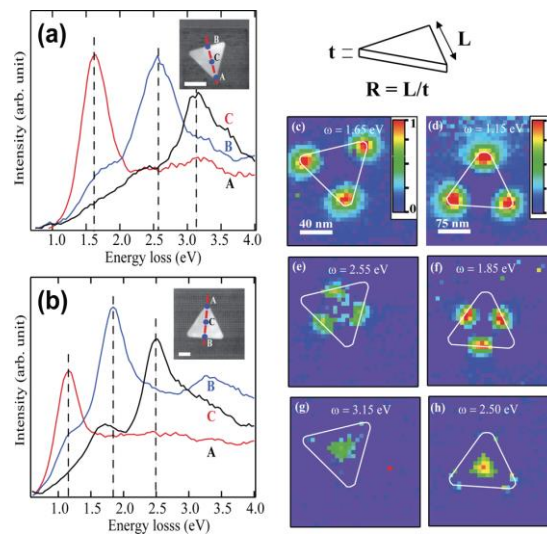 (a)
B
C
A
C
B
A
Intensity (arb. unit)
1.0 1.5 2.0 2.5 3.0 3.5 4.0
Energy loss (eV)
(b)
A
C
B
B
C
A
Intensity (arb. unit)
1.0 1.5 2.0 2.5 3.0 3.5 4.0
Energy losss (eV)
t
L
R = L/t
(c) ω = 1.65 eV
1
0
40 nm
(d) ω = 1.15 eV
75 nm
(e) ω = 2.55 eV
(f) ω = 1.85 eV
(g) ω = 3.15 eV
(h) ω = 2.50 eV